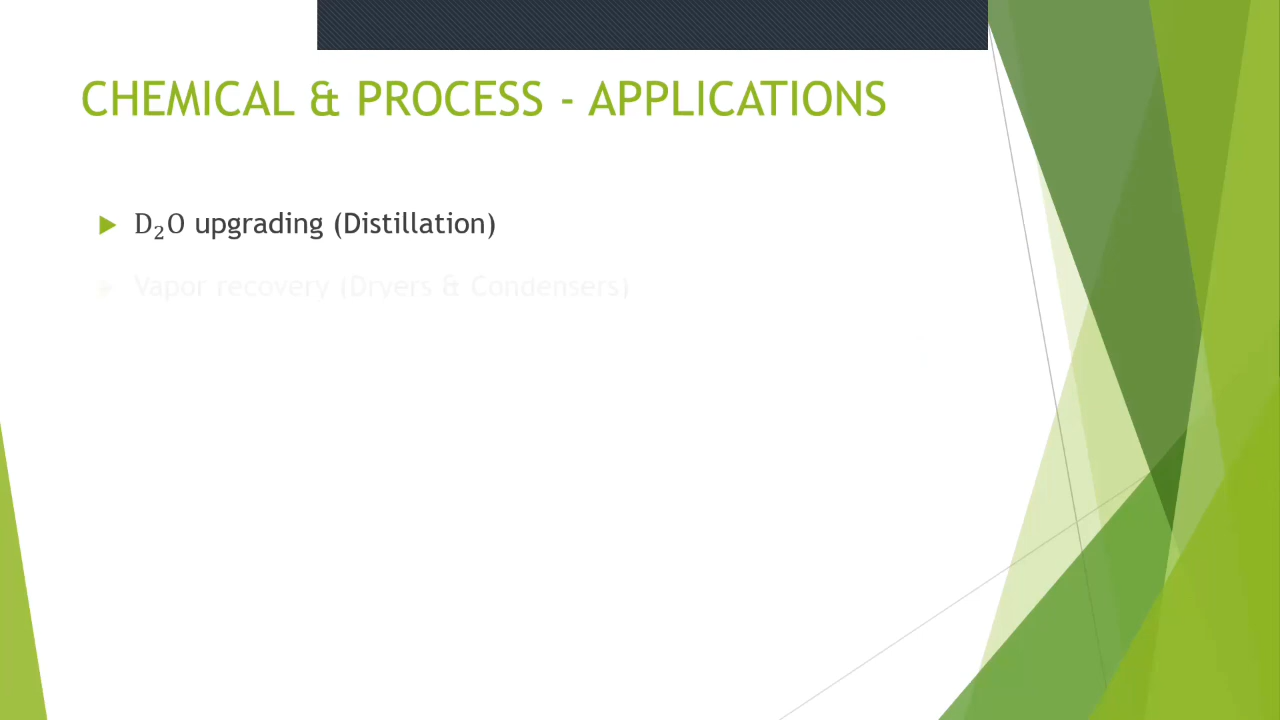 CHEMICAL & PROCESS - APPLICATIONS
D₂O upgrading (Distillation)
Vapor recovery (Dryers & Condensers)